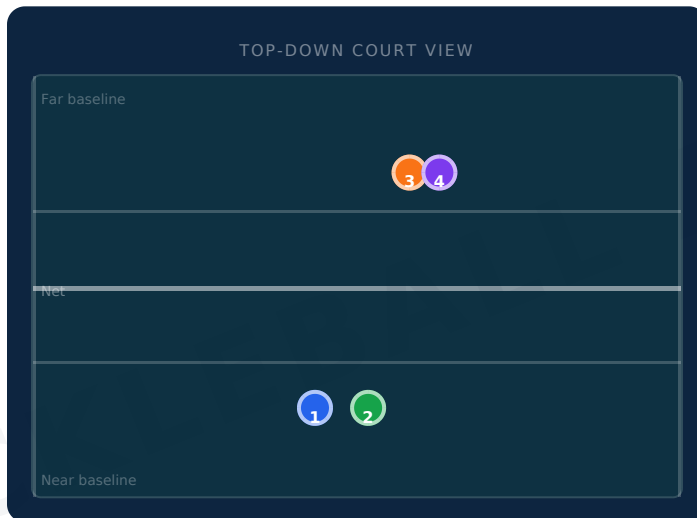 TOP-DOWN COURT VIEW
Far baseline
3 4
Net
1 2
Near baseline